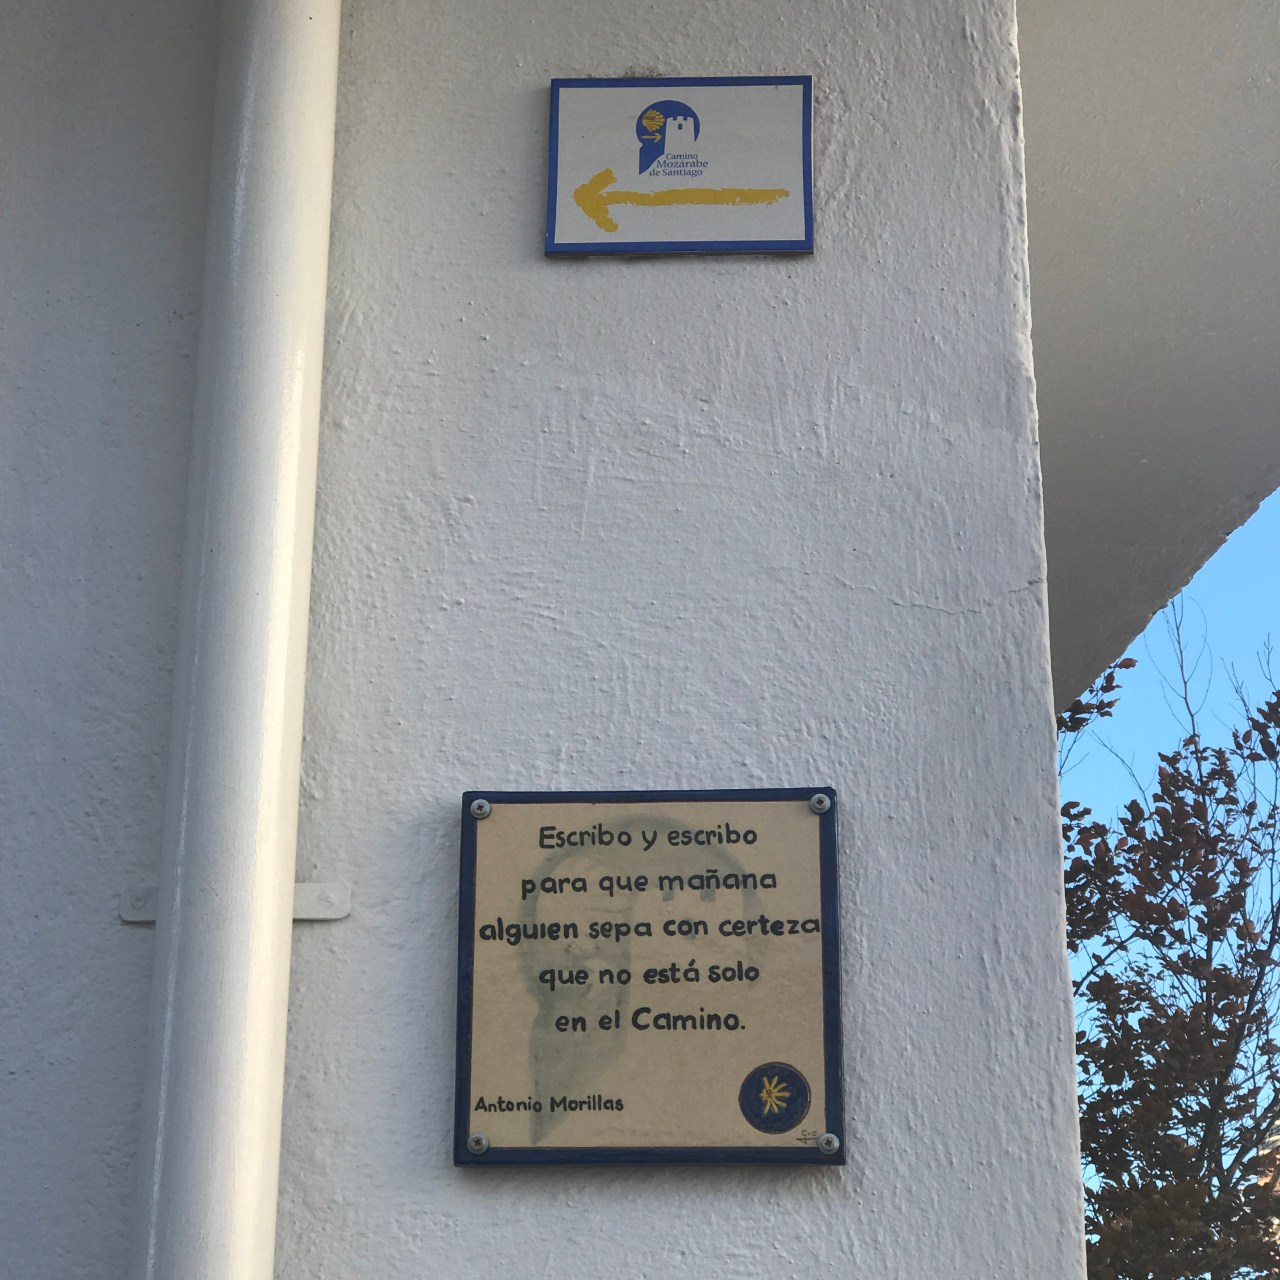 Camino
Mozárabe
de Santiago
Escribo y escribo
para que mañana
alguien sepa con certeza
que no está solo
en el Camino.
Antonio Morillas